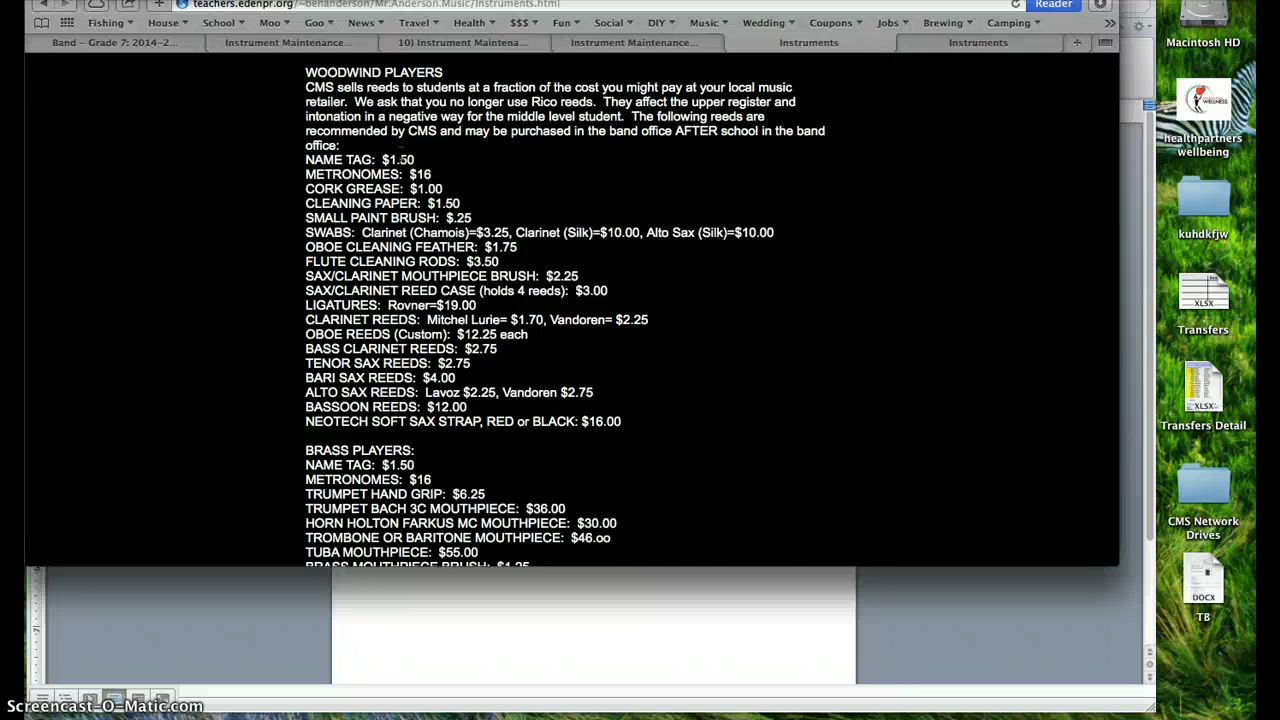 teachers.edenpr.org/~benanderson/Mr.Anderson.Music/Instruments.html
Reader
Fishing House School Moo Goo News Travel Health $$$ Fun Social DIY Music Wedding Coupons Jobs Brewing Camping
Band – Grade 7: 2014–2... Instrument Maintenance... 10) Instrument Maintena... Instrument Maintenance... Instruments Instruments
WOODWIND PLAYERS
CMS sells reeds to students at a fraction of the cost you might pay at your local music
retailer. We ask that you no longer use Rico reeds. They affect the upper register and
intonation in a negative way for the middle level student. The following reeds are
recommended by CMS and may be purchased in the band office AFTER school in the band
office:
NAME TAG: $1.50
METRONOMES: $16
CORK GREASE: $1.00
CLEANING PAPER: $1.50
SMALL PAINT BRUSH: $.25
SWABS: Clarinet (Chamois)=$3.25, Clarinet (Silk)=$10.00, Alto Sax (Silk)=$10.00
OBOE CLEANING FEATHER: $1.75
FLUTE CLEANING RODS: $3.50
SAX/CLARINET MOUTHPIECE BRUSH: $2.25
SAX/CLARINET REED CASE (holds 4 reeds): $3.00
LIGATURES: Rovner=$19.00
CLARINET REEDS: Mitchel Lurie= $1.70, Vandoren= $2.25
OBOE REEDS (Custom): $12.25 each
BASS CLARINET REEDS: $2.75
TENOR SAX REEDS: $2.75
BARI SAX REEDS: $4.00
ALTO SAX REEDS: Lavoz $2.25, Vandoren $2.75
BASSOON REEDS: $12.00
NEOTECH SOFT SAX STRAP, RED or BLACK: $16.00
BRASS PLAYERS:
NAME TAG: $1.50
METRONOMES: $16
TRUMPET HAND GRIP: $6.25
TRUMPET BACH 3C MOUTHPIECE: $36.00
HORN HOLTON FARKUS MC MOUTHPIECE: $30.00
TROMBONE OR BARITONE MOUTHPIECE: $46.oo
TUBA MOUTHPIECE: $55.00
BRASS MOUTHPIECE BRUSH: $1.25
Macintosh HD
WELLNESS
healthpartners
wellbeing
kuhdkfjw
XLSX
Transfers
XLSX
Transfers Detail
CMS Network
Drives
DOCX
TB
7
Screencast-O-Matic.com